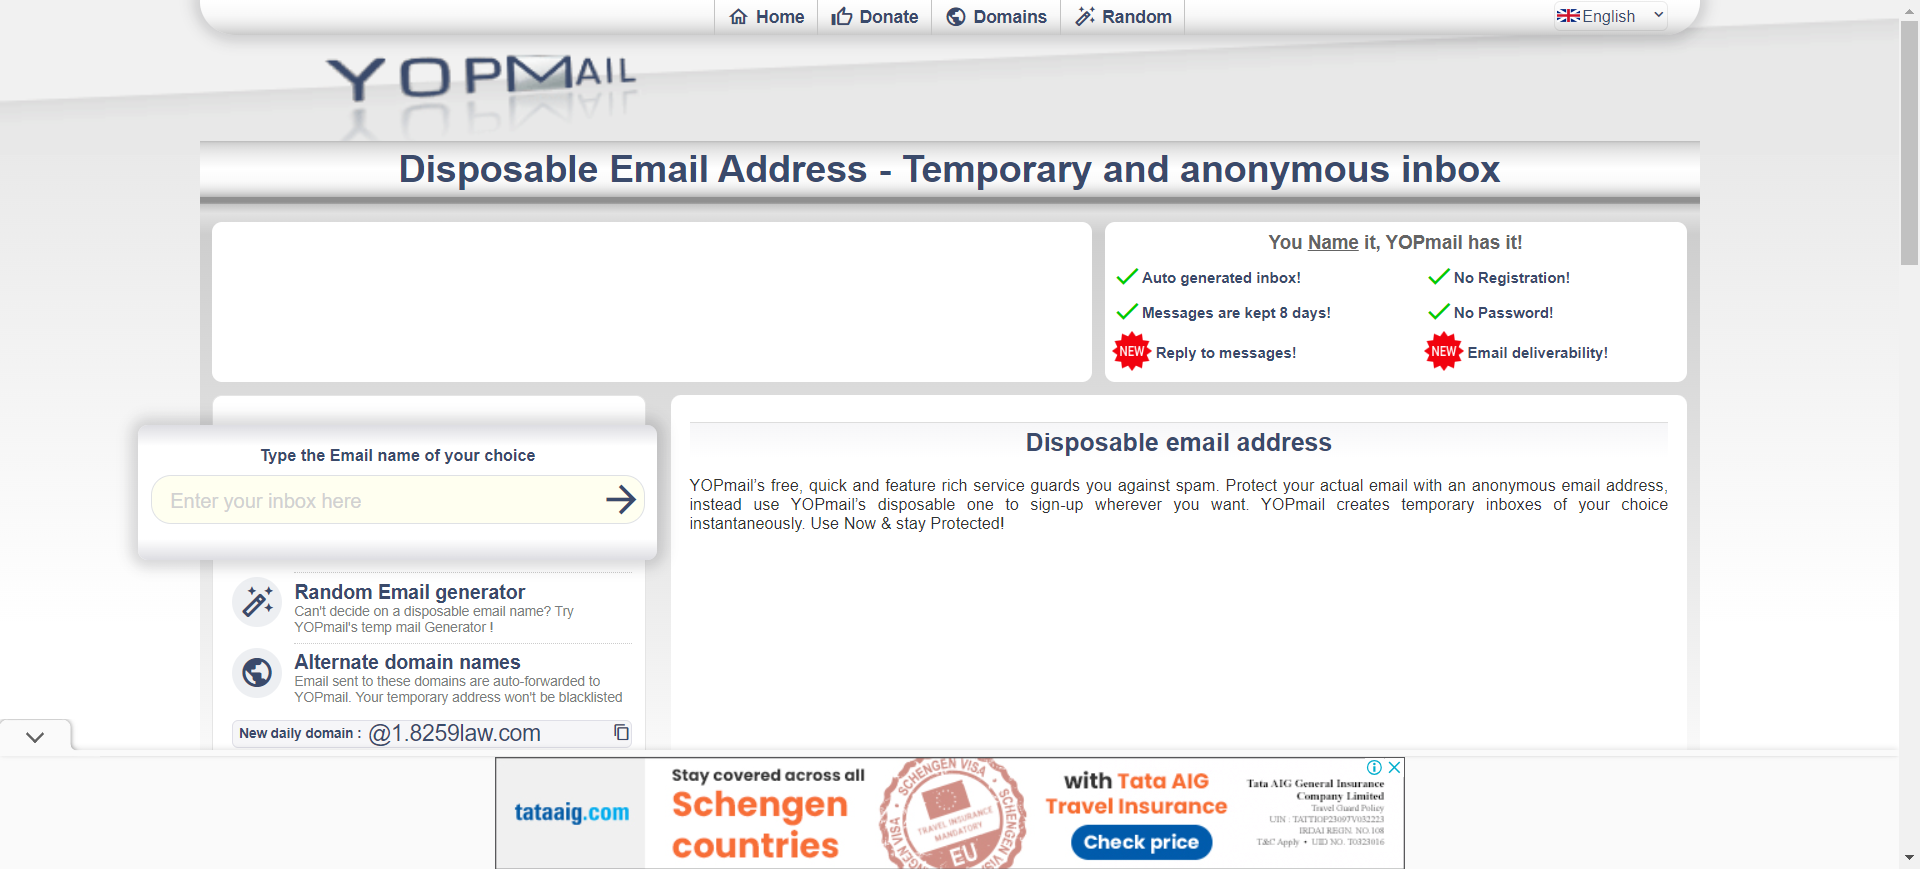 Home
Donate
Domains
Random
English
YOPMAIL
Disposable Email Address - Temporary and anonymous inbox
You Name it, YOPmail has it!
Auto generated inbox!
No Registration!
Messages are kept 8 days!
No Password!
NEW Reply to messages!
NEW Email deliverability!
Type the Email name of your choice
Enter your inbox here
Disposable email address
YOPmail's free, quick and feature rich service guards you against spam. Protect your actual email with an anonymous email address,
instead use YOPmail's disposable one to sign-up wherever you want. YOPmail creates temporary inboxes of your choice
instantaneously. Use Now & stay Protected!
Random Email generator
Can't decide on a disposable email name? Try
YOPmail's temp mail Generator !
Alternate domain names
Email sent to these domains are auto-forwarded to
YOPmail. Your temporary address won't be blacklisted
New daily domain : @1.8259law.com
tataaig.com
Stay covered across all
Schengen
countries
SCHENGEN VISA
SCHENGEN VISA
TRAVEL INSURANCE
MANDATORY
EU
with Tata AIG
Travel Insurance
Check price
Tata AIG General Insurance
Company Limited
Travel Guard Policy
UIN : TATTIOP23097V032223
IRDAI REGN. NO.108
T&C Apply • UID NO. T0323016